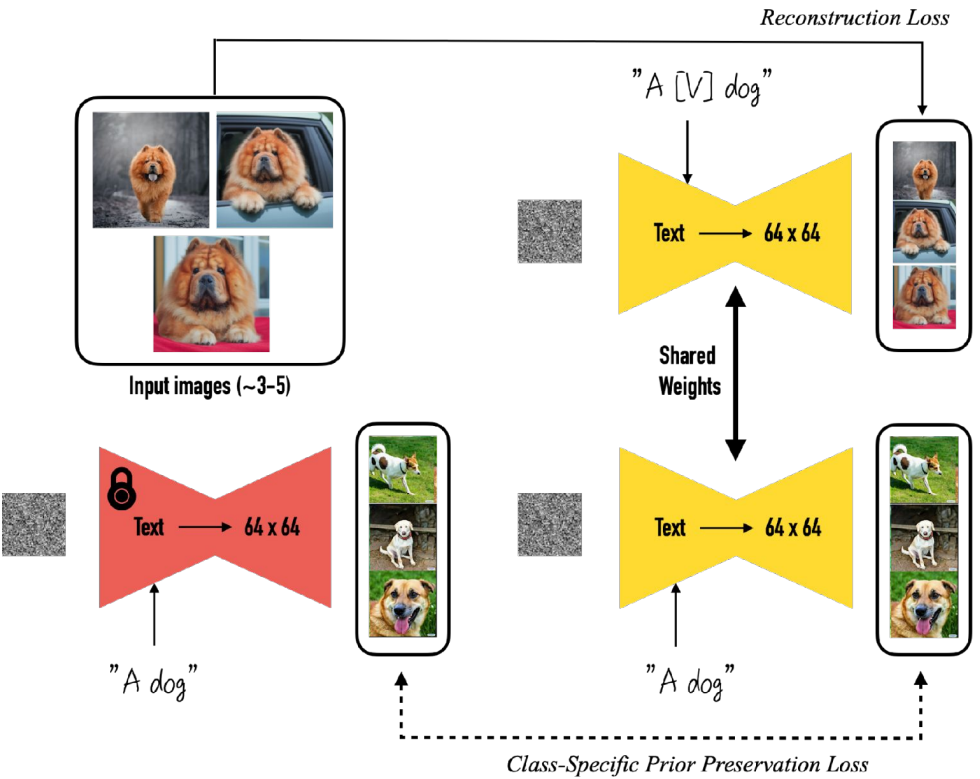 Reconstruction Loss
"A [V] dog"
Text
64 x 64
Input images (~3-5)
Shared
Weights
Text
64 x 64
Text
64 x 64
"A dog"
"A dog"
Class-Specific Prior Preservation Loss